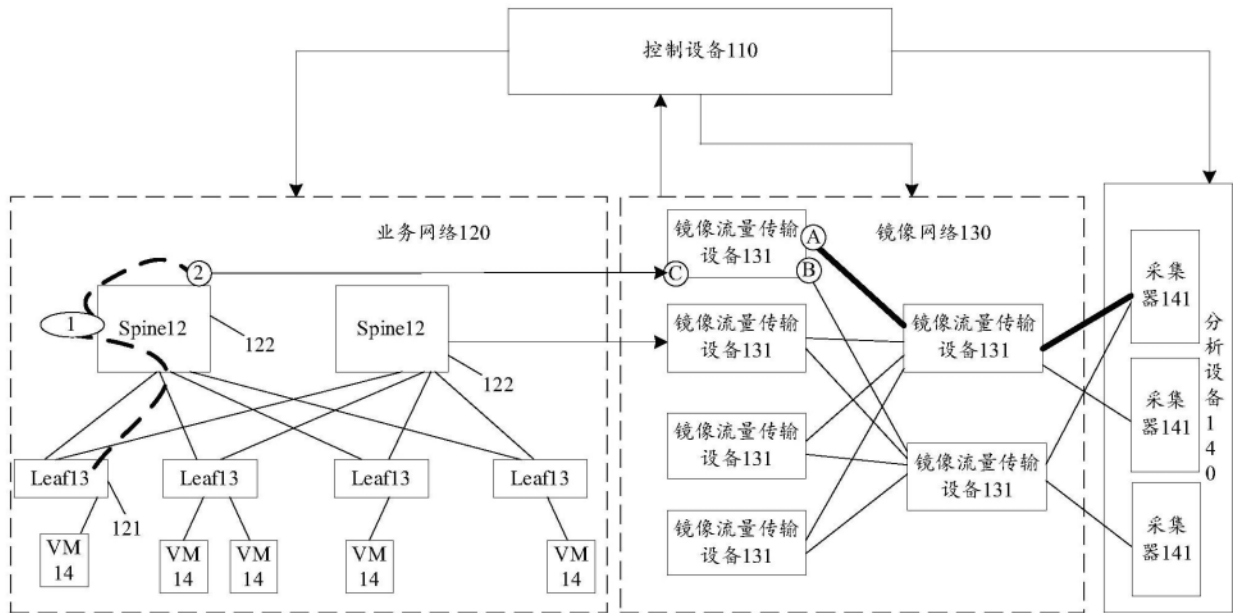 控制设备110
业务网络120
2
1
Spine12
122
Spine12
122
Leaf13
Leaf13
Leaf13
Leaf13
121
VM
14
VM
14
VM
14
VM
14
VM
14
镜像网络130
镜像流量传输
设备131
A
B
C
镜像流量传输
设备131
镜像流量传输
设备131
镜像流量传输
设备131
镜像流量传输
设备131
镜像流量传输
设备131
采集
器141
采集
器141
采集
器141
分析设备140